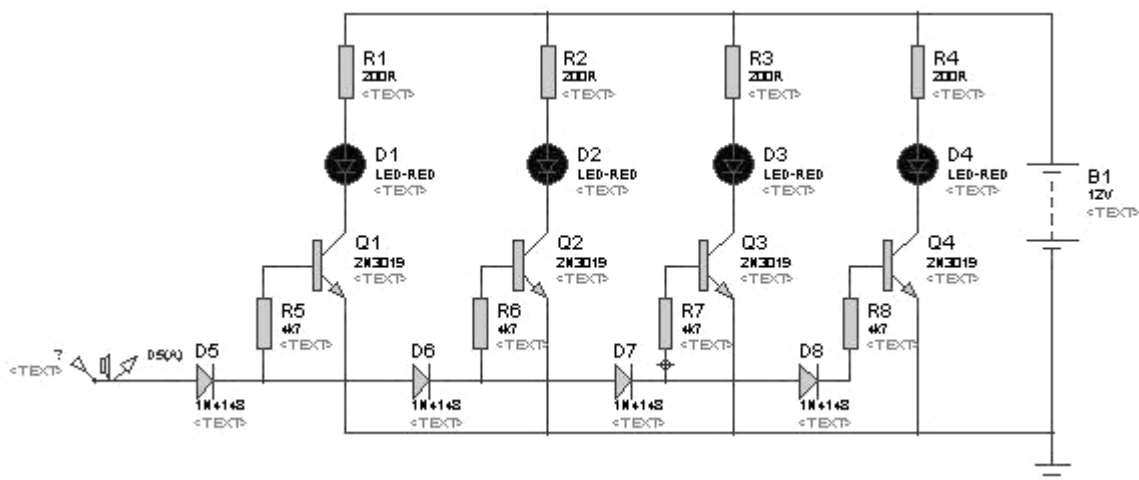 R1
200R
<TEXT>
R2
200R
<TEXT>
R3
200R
<TEXT>
R4
200R
<TEXT>
D1
LED-RED
<TEXT>
D2
LED-RED
<TEXT>
D3
LED-RED
<TEXT>
D4
LED-RED
<TEXT>
B1
12V
<TEXT>
Q1
2N3019
<TEXT>
Q2
2N3019
<TEXT>
Q3
2N3019
<TEXT>
Q4
2N3019
<TEXT>
R5
4k7
<TEXT>
R6
4k7
<TEXT>
R7
4k7
<TEXT>
R8
4k7
<TEXT>
?
<TEXT>
D5(A)
D5
1N4148
<TEXT>
D6
1N4148
<TEXT>
D7
1N4148
<TEXT>
D8
1N4148
<TEXT>